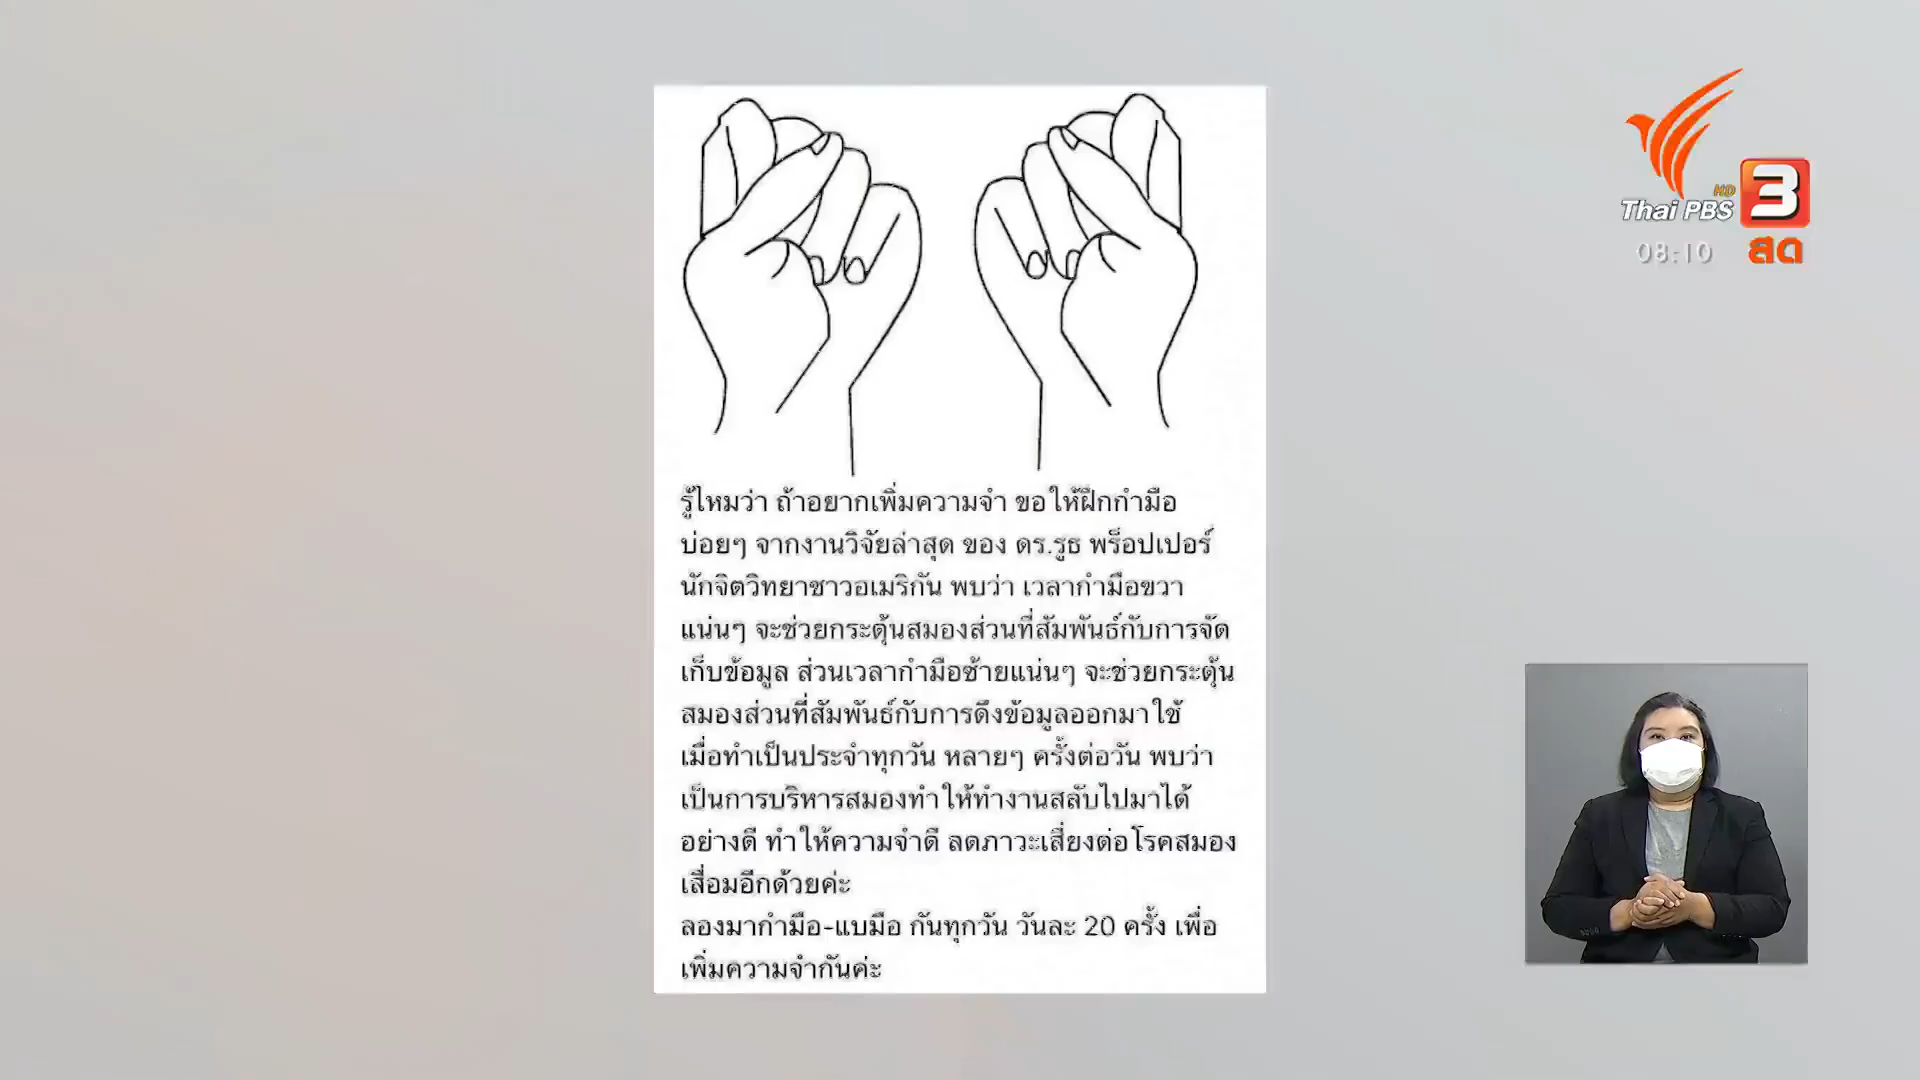 รู้ไหมว่า ถ้าอยากเพิ่มความจำ ขอให้ฝึกกำมือ
บ่อยๆ จากงานวิจัยล่าสุด ของ ดร.รูธ พร็อปเปอร์
นักจิตวิทยาชาวอเมริกัน พบว่า เวลากำมือขวา
แน่นๆ จะช่วยกระตุ้นสมองส่วนที่สัมพันธ์กับการจัด
เก็บข้อมูล ส่วนเวลากำมือซ้ายแน่นๆ จะช่วยกระตุ้น
สมองส่วนที่สัมพันธ์กับการดึงข้อมูลออกมาใช้
เมื่อทำเป็นประจำทุกวัน หลายๆ ครั้งต่อวัน พบว่า
เป็นการบริหารสมองทำให้ทำงานสลับไปมาได้
อย่างดี ทำให้ความจำดี ลดภาวะเสี่ยงต่อโรคสมอง
เสื่อมอีกด้วยค่ะ
ลองมากำมือ-แบมือ กันทุกวัน วันละ 20 ครั้ง เพื่อ
เพิ่มความจำกันค่ะ
Thai PBS HD 3
08:10 สด